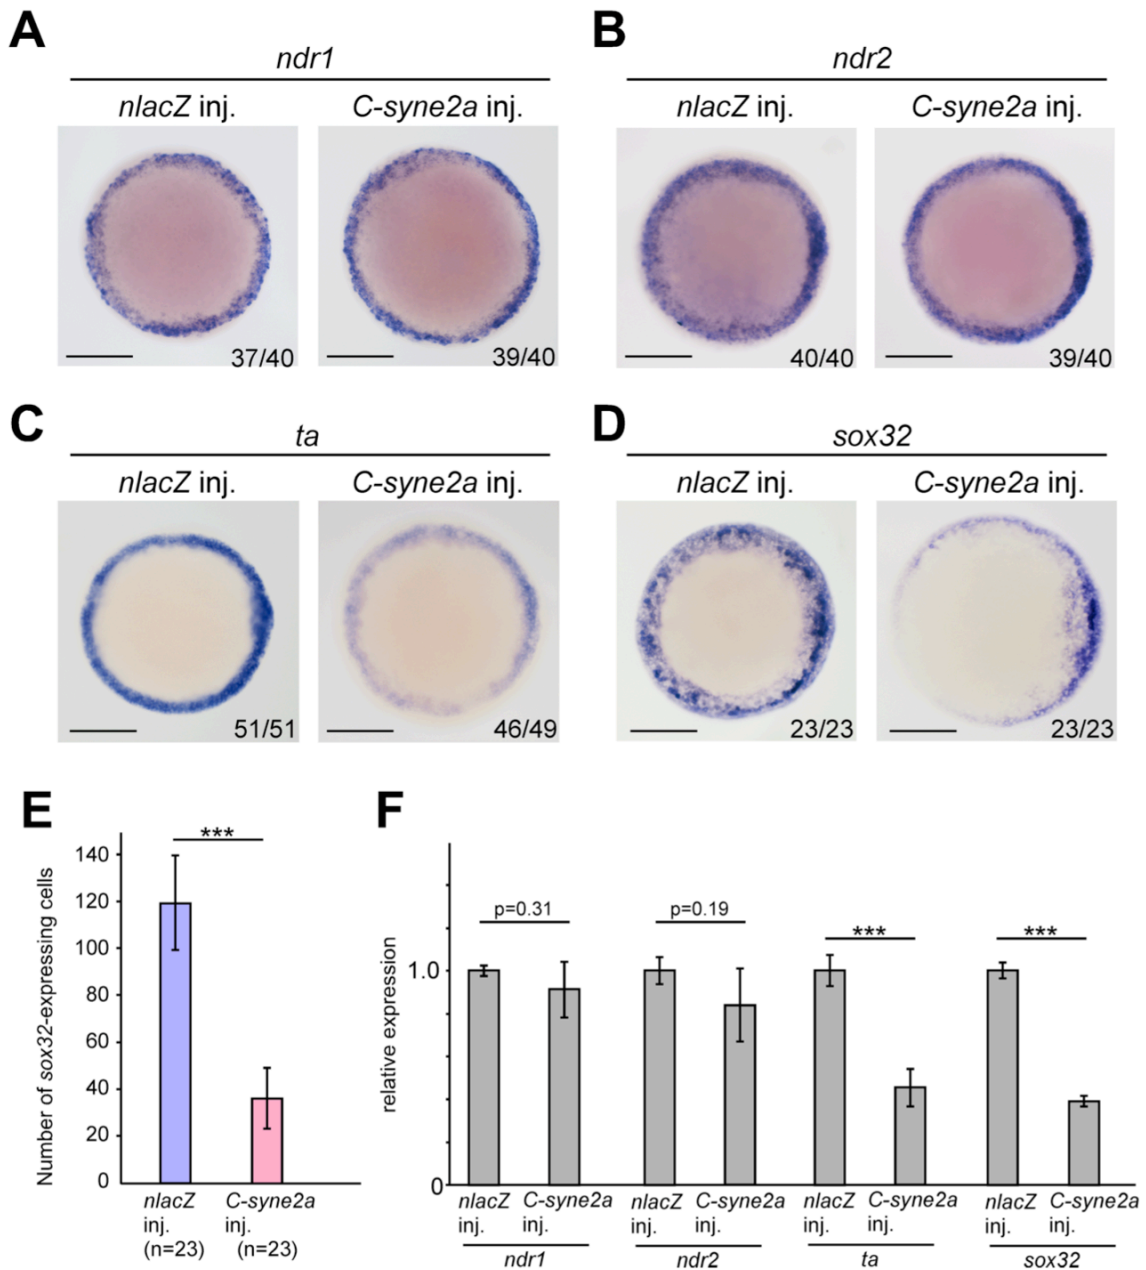 A
ndr1
nlacZ inj. C-syne2a inj.
37/40 39/40
B
ndr2
nlacZ inj. C-syne2a inj.
40/40 39/40
C
ta
nlacZ inj. C-syne2a inj.
51/51 46/49
D
sox32
nlacZ inj. C-syne2a inj.
23/23 23/23
E
Number of sox32-expressing cells
***
140
120
100
80
60
40
20
0
nlacZ C-syne2a
inj. inj.
(n=23) (n=23)
F
relative expression
p=0.31 p=0.19 *** ***
1.0
0
nlacZ C-syne2a nlacZ C-syne2a nlacZ C-syne2a nlacZ C-syne2a
inj. inj. inj. inj. inj. inj. inj. inj.
ndr1 ndr2 ta sox32